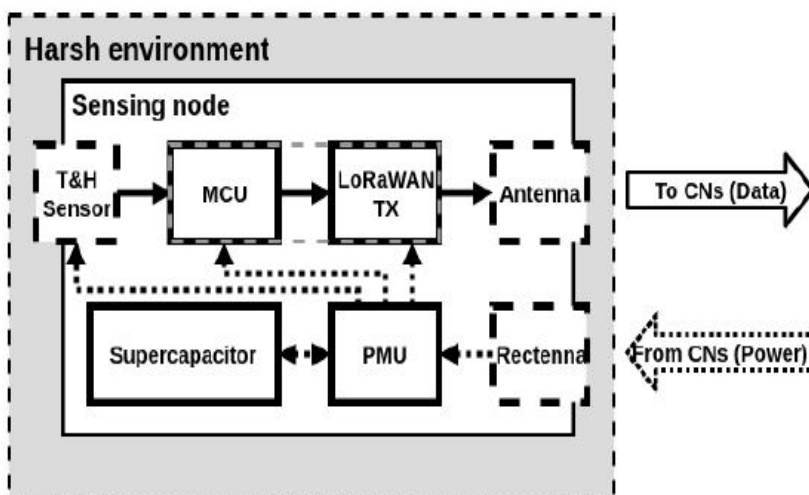 Harsh environment
Sensing node
T&H
Sensor
MCU
LoRaWAN
TX
Antenna
To CNs (Data)
Supercapacitor
PMU
Rectenna
From CNs (Power)